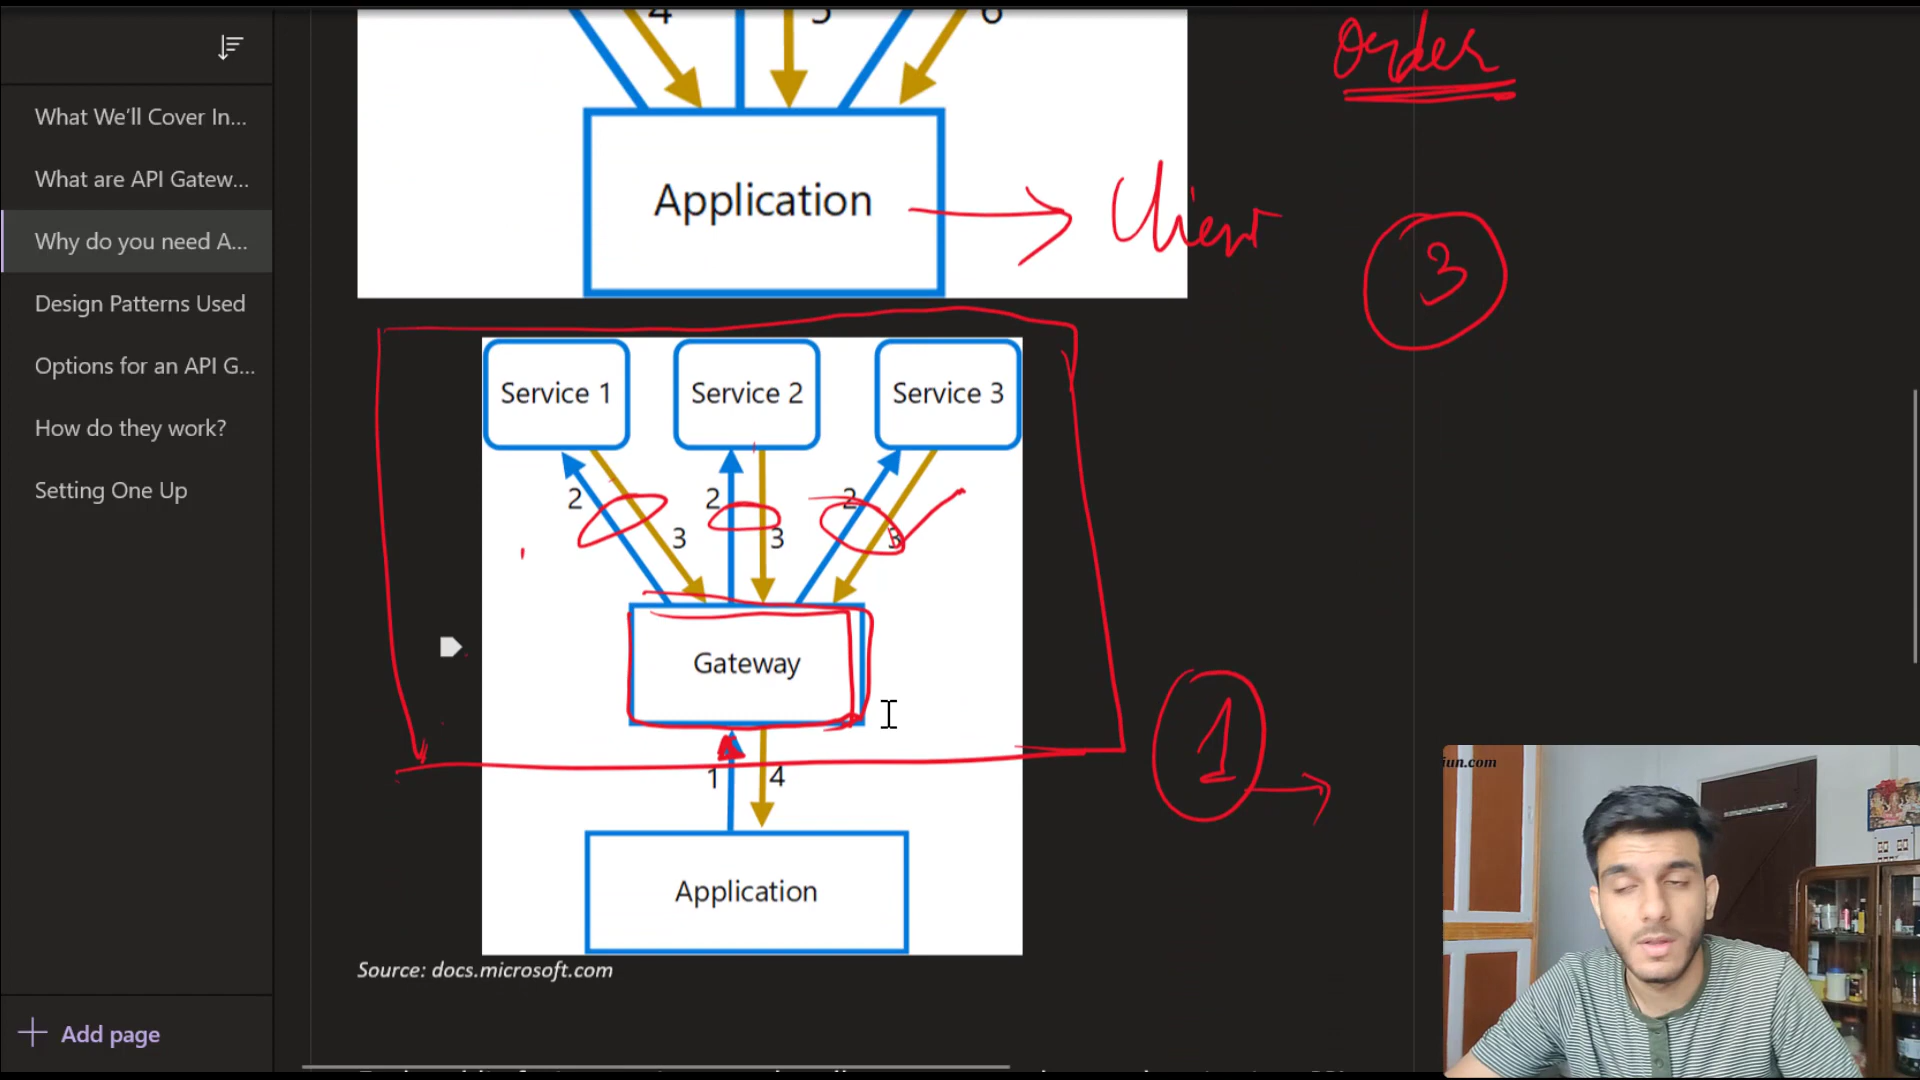 What We'll Cover In...
What are API Gatew...
Why do you need A...
Design Patterns Used
Options for an API G...
How do they work?
Setting One Up
Add page
4
5
6
Order
Application
Client
3
Service 1
Service 2
Service 3
2
2
2
3
3
3
Gateway
1
4
1
Application
Source: docs.microsoft.com
iun.com